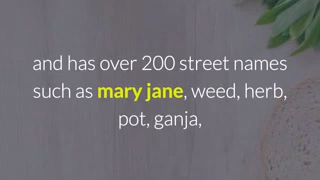 and has over 200 street names
such as mary jane, weed, herb,
pot, ganja,